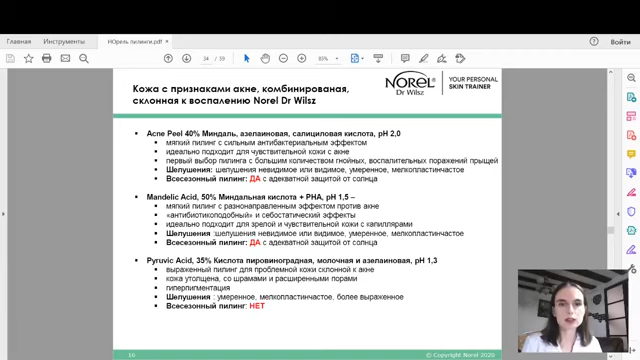 Главная
Инструменты
НОрель пилинги.pdf
×
Войти
34 / 59
85%
Кожа с признаками акне, комбинированая,
склонная к воспалению Norel Dr Wilsz
NOREL
Dr Wilsz
YOUR PERSONAL
SKIN TRAINER
Acne Peel 40% Миндаль, азелаиновая, салициловая кислота, pH 2,0
мягкий пилинг с сильным антибактериальным эффектом
идеально подходит для чувствительной кожи с акне
первый выбор пилинга с большим количеством гнойных, воспалительных поражений прыщей
Шелушения: шелушения невидимое или видимое, умеренное, мелкопластинчастое
Всесезонный пилинг: ДА с адекватной защитой от солнца
Mandelic Acid, 50% Миндальная кислота + PHA, pH 1,5 –
мягкий пилинг с разнонаправленным эффектом против акне
«антибиотикоподобный» и себостатический эффекты
идеально подходит для зрелой и чувствительной кожи с капиллярами
Шелушения :шелушения невидимое или видимое, умеренное, мелкопластинчастое
Всесезонный пилинг: ДА с адекватной защитой от солнца
Pyruvic Acid, 35% Кислота пировиноградная, молочная и азелаиновая, pH 1,3
выраженный пилинг для проблемной кожи склонной к акне
кожа утолщена, со шрамами и расширенными порами
гиперпигментация
Шелушения : умеренное, мелкопластинчастое, более выраженное
Всесезонный пилинг: НЕТ
16
© Copyright Norel 2020